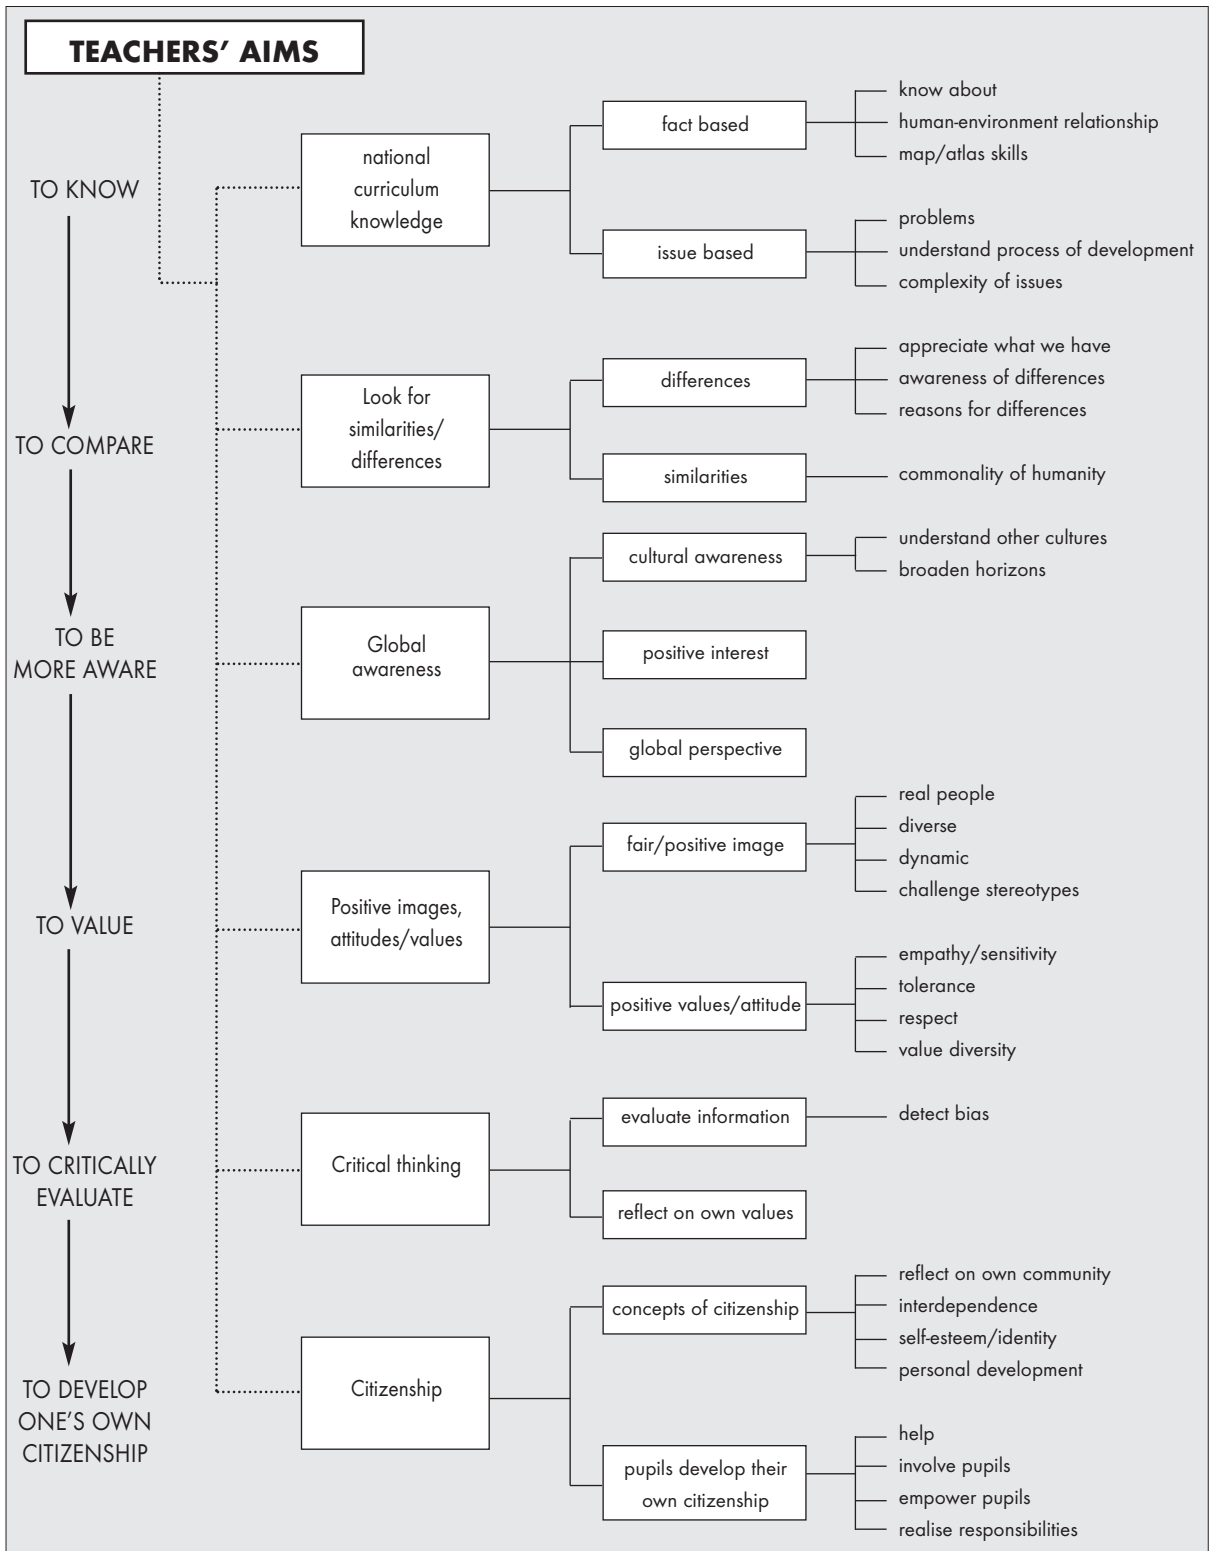 TEACHERS’ AIMS
TO KNOW
national
curriculum
knowledge
fact based
know about
human-environment relationship
map/atlas skills
issue based
problems
understand process of development
complexity of issues
TO COMPARE
Look for
similarities/
differences
differences
appreciate what we have
awareness of differences
reasons for differences
similarities
commonality of humanity
TO BE
MORE AWARE
Global
awareness
cultural awareness
understand other cultures
broaden horizons
positive interest
global perspective
TO VALUE
Positive images,
attitudes/values
fair/positive image
real people
diverse
dynamic
challenge stereotypes
positive values/attitude
empathy/sensitivity
tolerance
respect
value diversity
TO CRITICALLY
EVALUATE
Critical thinking
evaluate information
detect bias
reflect on own values
TO DEVELOP
ONE’S OWN
CITIZENSHIP
Citizenship
concepts of citizenship
reflect on own community
interdependence
self-esteem/identity
personal development
pupils develop their
own citizenship
help
involve pupils
empower pupils
realise responsibilities